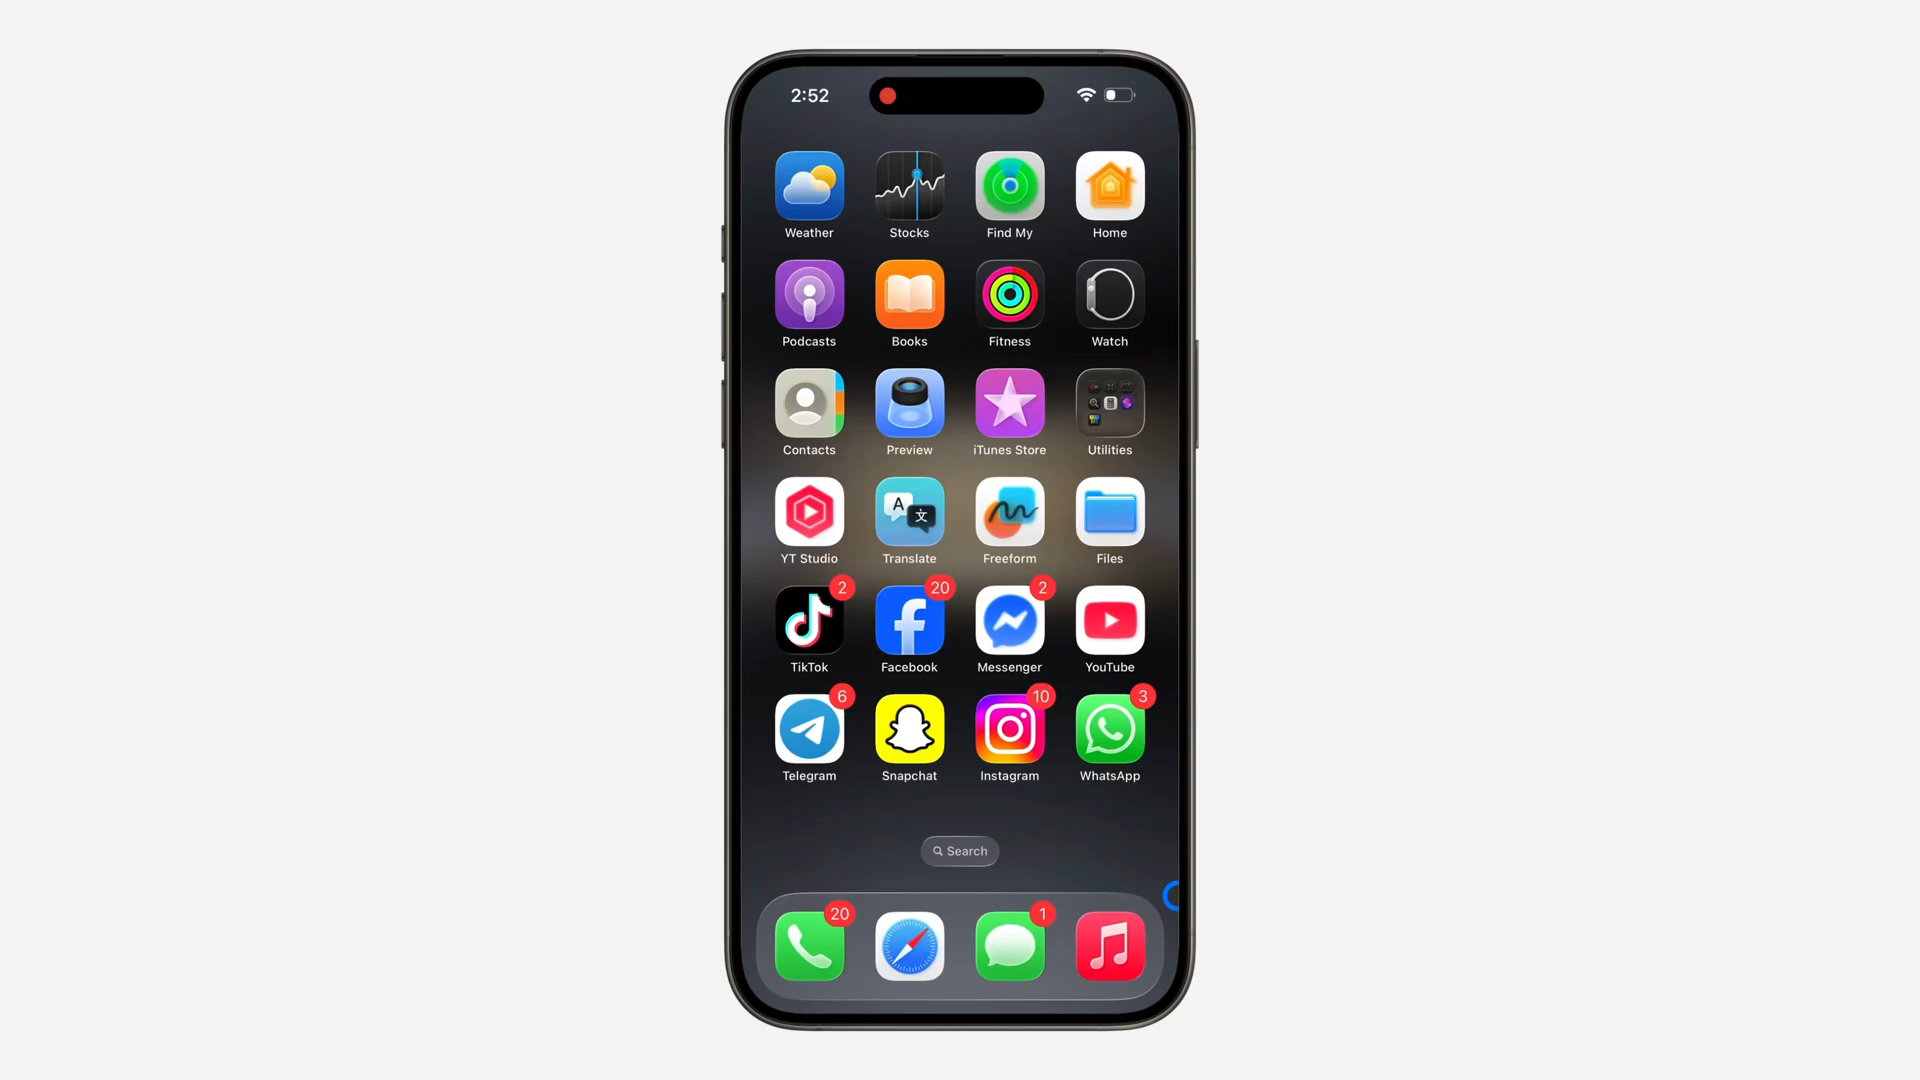 2:52
Weather Stocks Find My Home
Podcasts Books Fitness Watch
Contacts Preview iTunes Store Utilities
A 文
YT Studio Translate Freeform Files
2 20 2
TikTok Facebook Messenger YouTube
6 10 3
Telegram Snapchat Instagram WhatsApp
Search
20 1